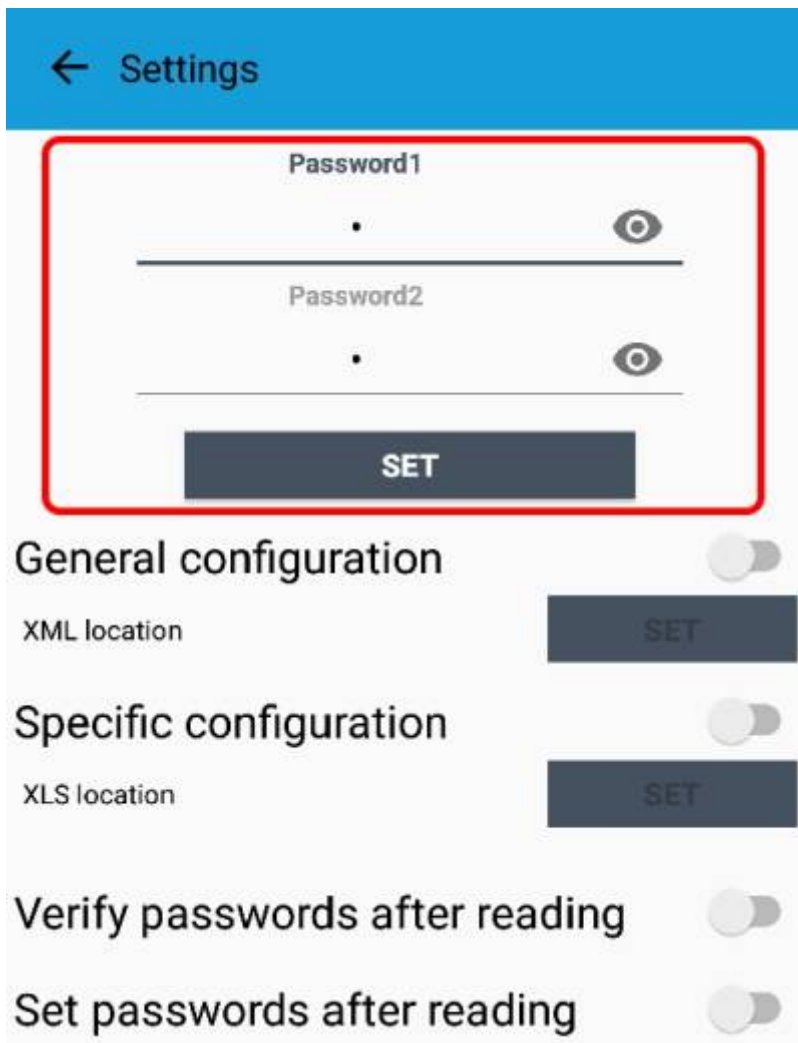 Settings
Password1
•
Password2
•
SET
General configuration
XML location
SET
Specific configuration
XLS location
SET
Verify passwords after reading
Set passwords after reading